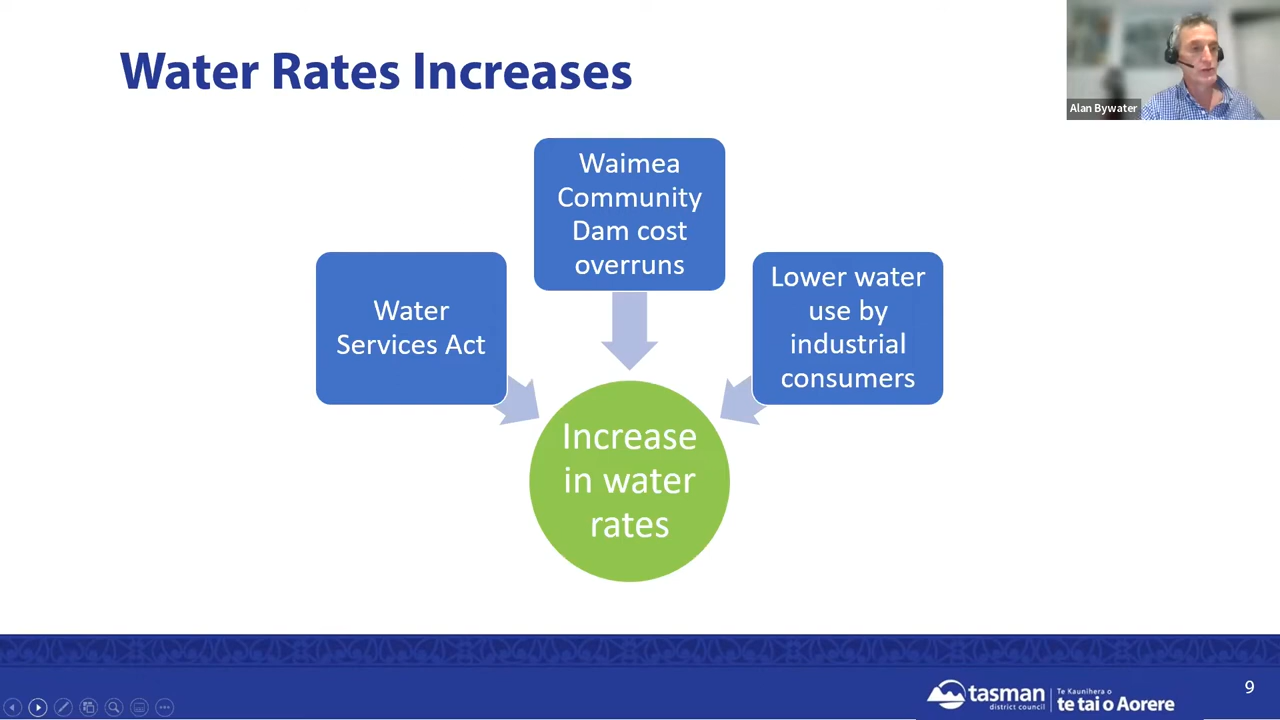 Water Rates Increases
Alan Bywater
Waimea
Community
Dam cost
overruns
Water
Services Act
Lower water
use by
industrial
consumers
Increase
in water
rates
tasman
district council
Te Kaunihera o
te tai o Aorere
9